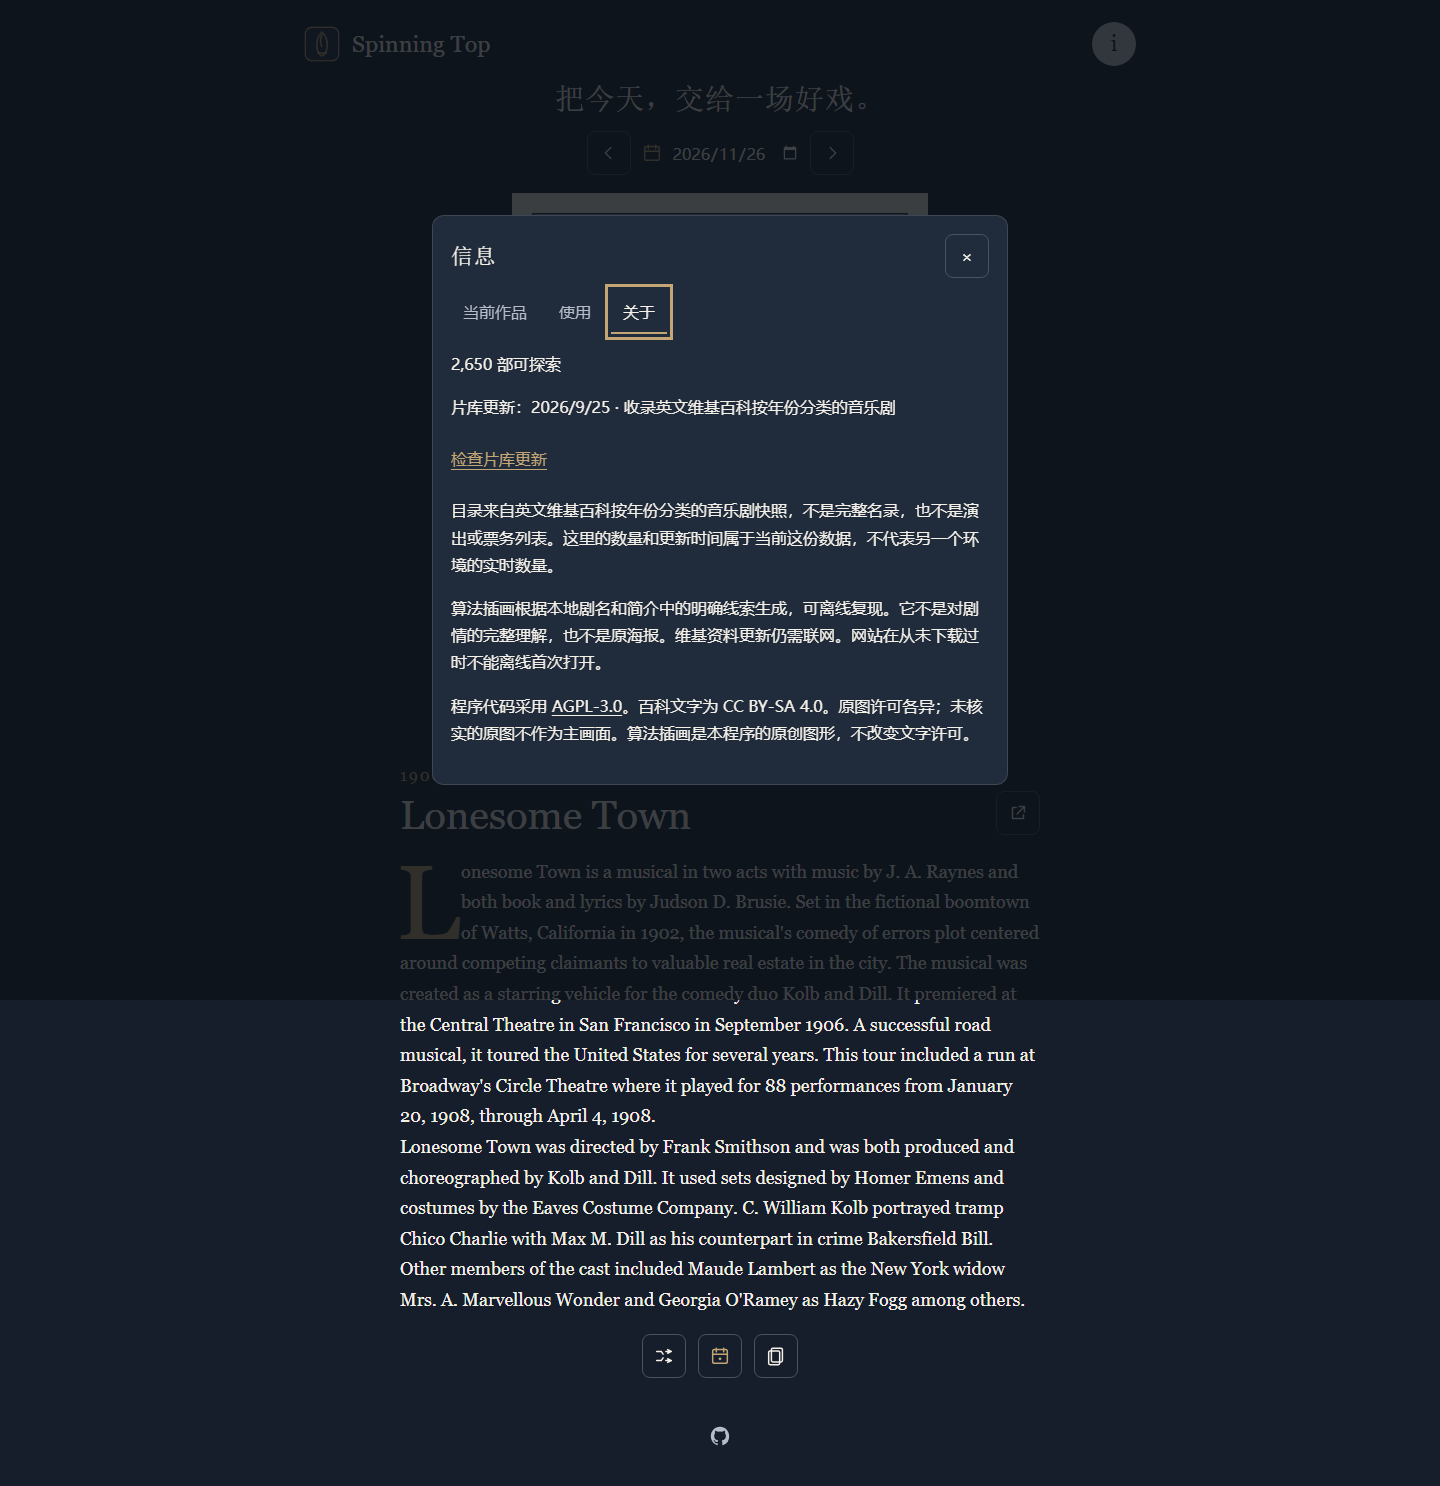 Spinning Top
i
把今天，交给一场好戏。
2026/11/26
信息
×
当前作品 使用 关于
2,650 部可探索
片库更新：2026/9/25 · 收录英文维基百科按年份分类的音乐剧
检查片库更新
目录来自英文维基百科按年份分类的音乐剧快照，不是完整名录，也不是演
出或票务列表。这里的数量和更新时间属于当前这份数据，不代表另一个环
境的实时数量。
算法插画根据本地剧名和简介中的明确线索生成，可离线复现。它不是对剧
情的完整理解，也不是原海报。维基资料更新仍需联网。网站在从未下载过
时不能离线首次打开。
程序代码采用 AGPL-3.0。百科文字为 CC BY-SA 4.0。原图许可各异；未核
实的原图不作为主画面。算法插画是本程序的原创图形，不改变文字许可。
190
Lonesome Town
Lonesome Town is a musical in two acts with music by J. A. Raynes and
both book and lyrics by Judson D. Brusie. Set in the fictional boomtown
of Watts, California in 1902, the musical's comedy of errors plot centered
around competing claimants to valuable real estate in the city. The musical was
created as a starring vehicle for the comedy duo Kolb and Dill. It premiered at
the Central Theatre in San Francisco in September 1906. A successful road
musical, it toured the United States for several years. This tour included a run at
Broadway's Circle Theatre where it played for 88 performances from January
20, 1908, through April 4, 1908.
Lonesome Town was directed by Frank Smithson and was both produced and
choreographed by Kolb and Dill. It used sets designed by Homer Emens and
costumes by the Eaves Costume Company. C. William Kolb portrayed tramp
Chico Charlie with Max M. Dill as his counterpart in crime Bakersfield Bill.
Other members of the cast included Maude Lambert as the New York widow
Mrs. A. Marvellous Wonder and Georgia O'Ramey as Hazy Fogg among others.